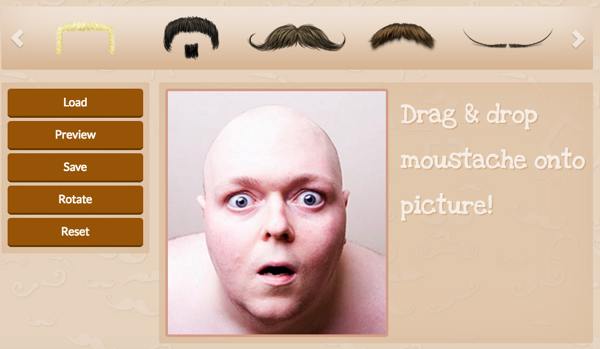 Load
Preview
Save
Rotate
Reset
Drag & drop
moustache onto
picture!